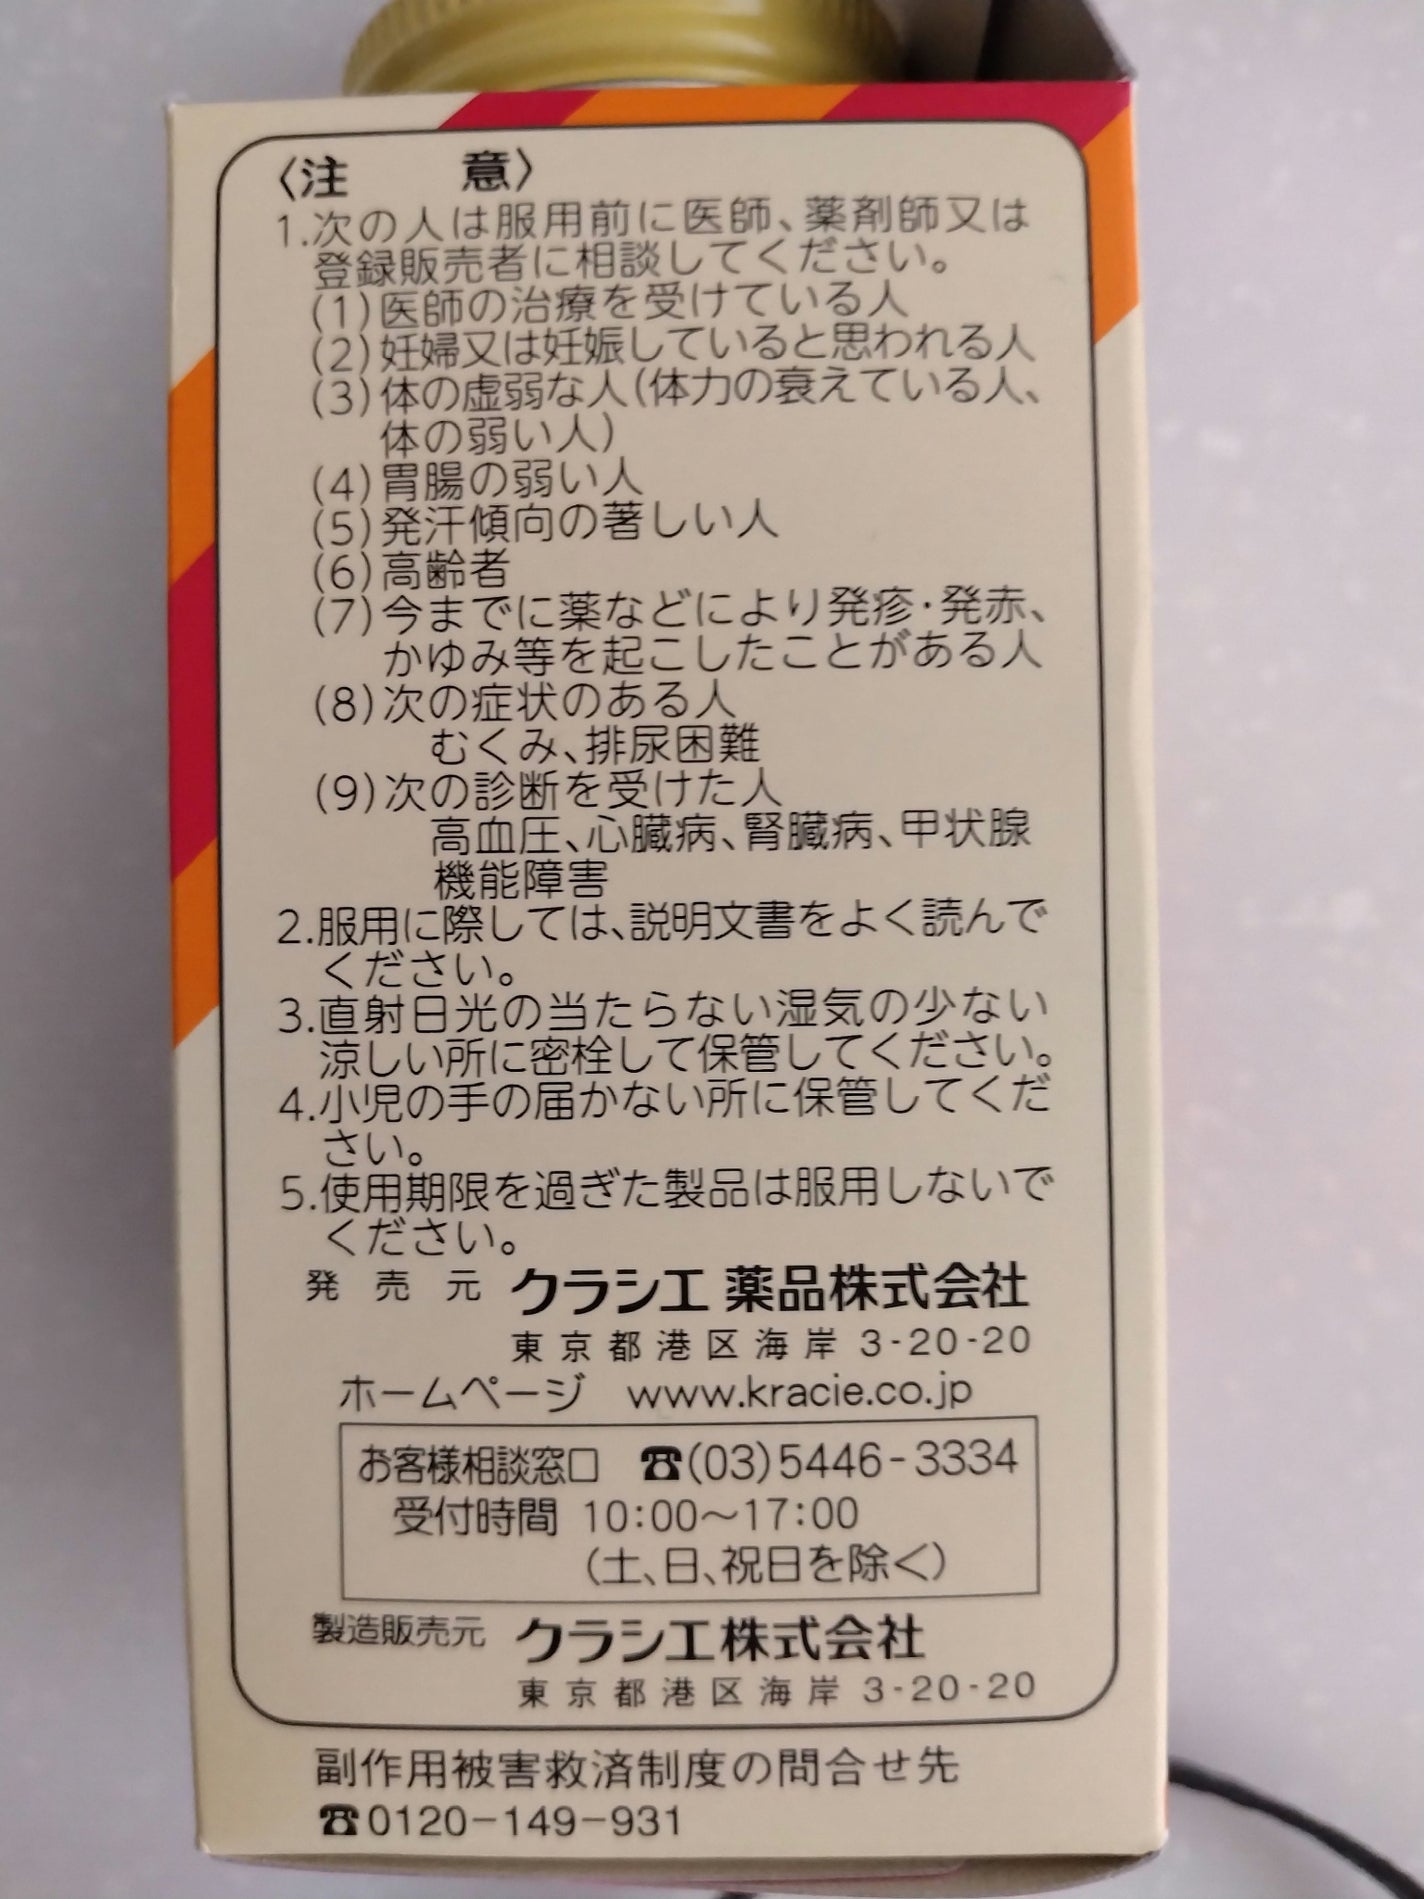 〈注　意〉
1.次の人は服用前に医師、薬剤師又は
登録販売者に相談してください。
(1)医師の治療を受けている人
(2)妊婦又は妊娠していると思われる人
(3)体の虚弱な人(体力の衰えている人、
体の弱い人)
(4)胃腸の弱い人
(5)発汗傾向の著しい人
(6)高齢者
(7)今までに薬などにより発疹・発赤、
かゆみ等を起こしたことがある人
(8)次の症状のある人
むくみ、排尿困難
(9)次の診断を受けた人
高血圧、心臓病、腎臓病、甲状腺
機能障害
2.服用に際しては、説明文書をよく読んで
ください。
3.直射日光の当たらない湿気の少ない
涼しい所に密栓して保管してください。
4.小児の手の届かない所に保管してくだ
さい。
5.使用期限を過ぎた製品は服用しないで
ください。
発売元 クラシエ薬品株式会社
東京都港区海岸3-20-20
ホームページ www.kracie.co.jp
お客様相談窓口 ☎(03)5446-3334
受付時間 10:00〜17:00
(土、日、祝日を除く)
製造販売元 クラシエ株式会社
東京都港区海岸3-20-20
副作用被害救済制度の問合せ先
☎0120-149-931